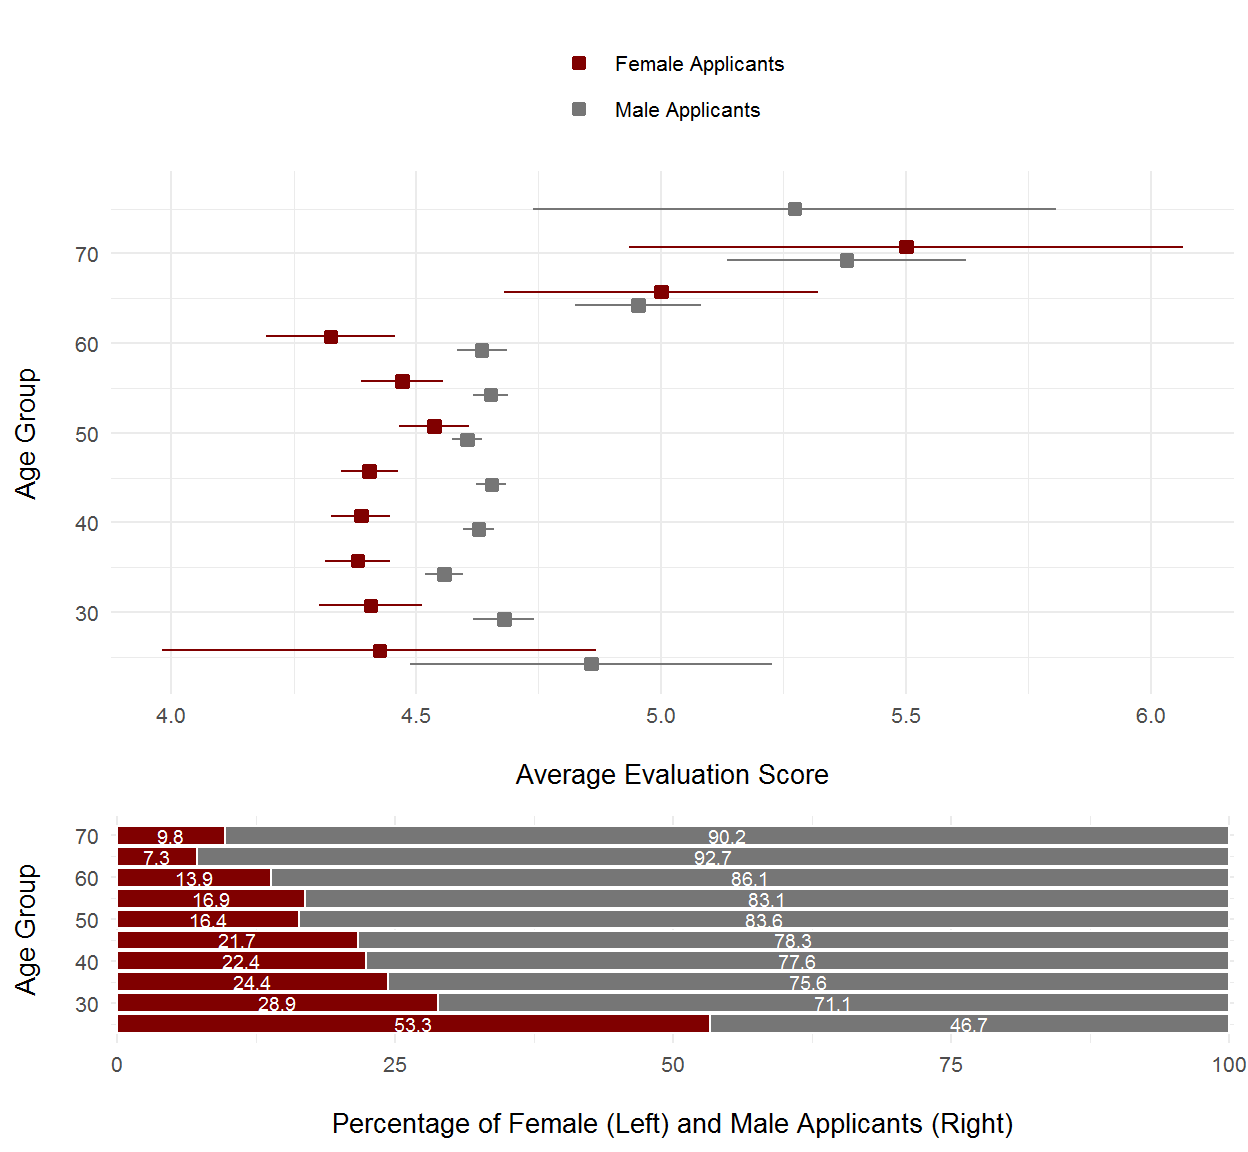 Female Applicants
Male Applicants
70
60
50
40
30
Age Group
4.0 4.5 5.0 5.5 6.0
Average Evaluation Score
70 9.8 90.2
7.3 92.7
60 13.9 86.1
16.9 83.1
50 16.4 83.6
21.7 78.3
40 22.4 77.6
24.4 75.6
30 28.9 71.1
53.3 46.7
Age Group
0 25 50 75 100
Percentage of Female (Left) and Male Applicants (Right)